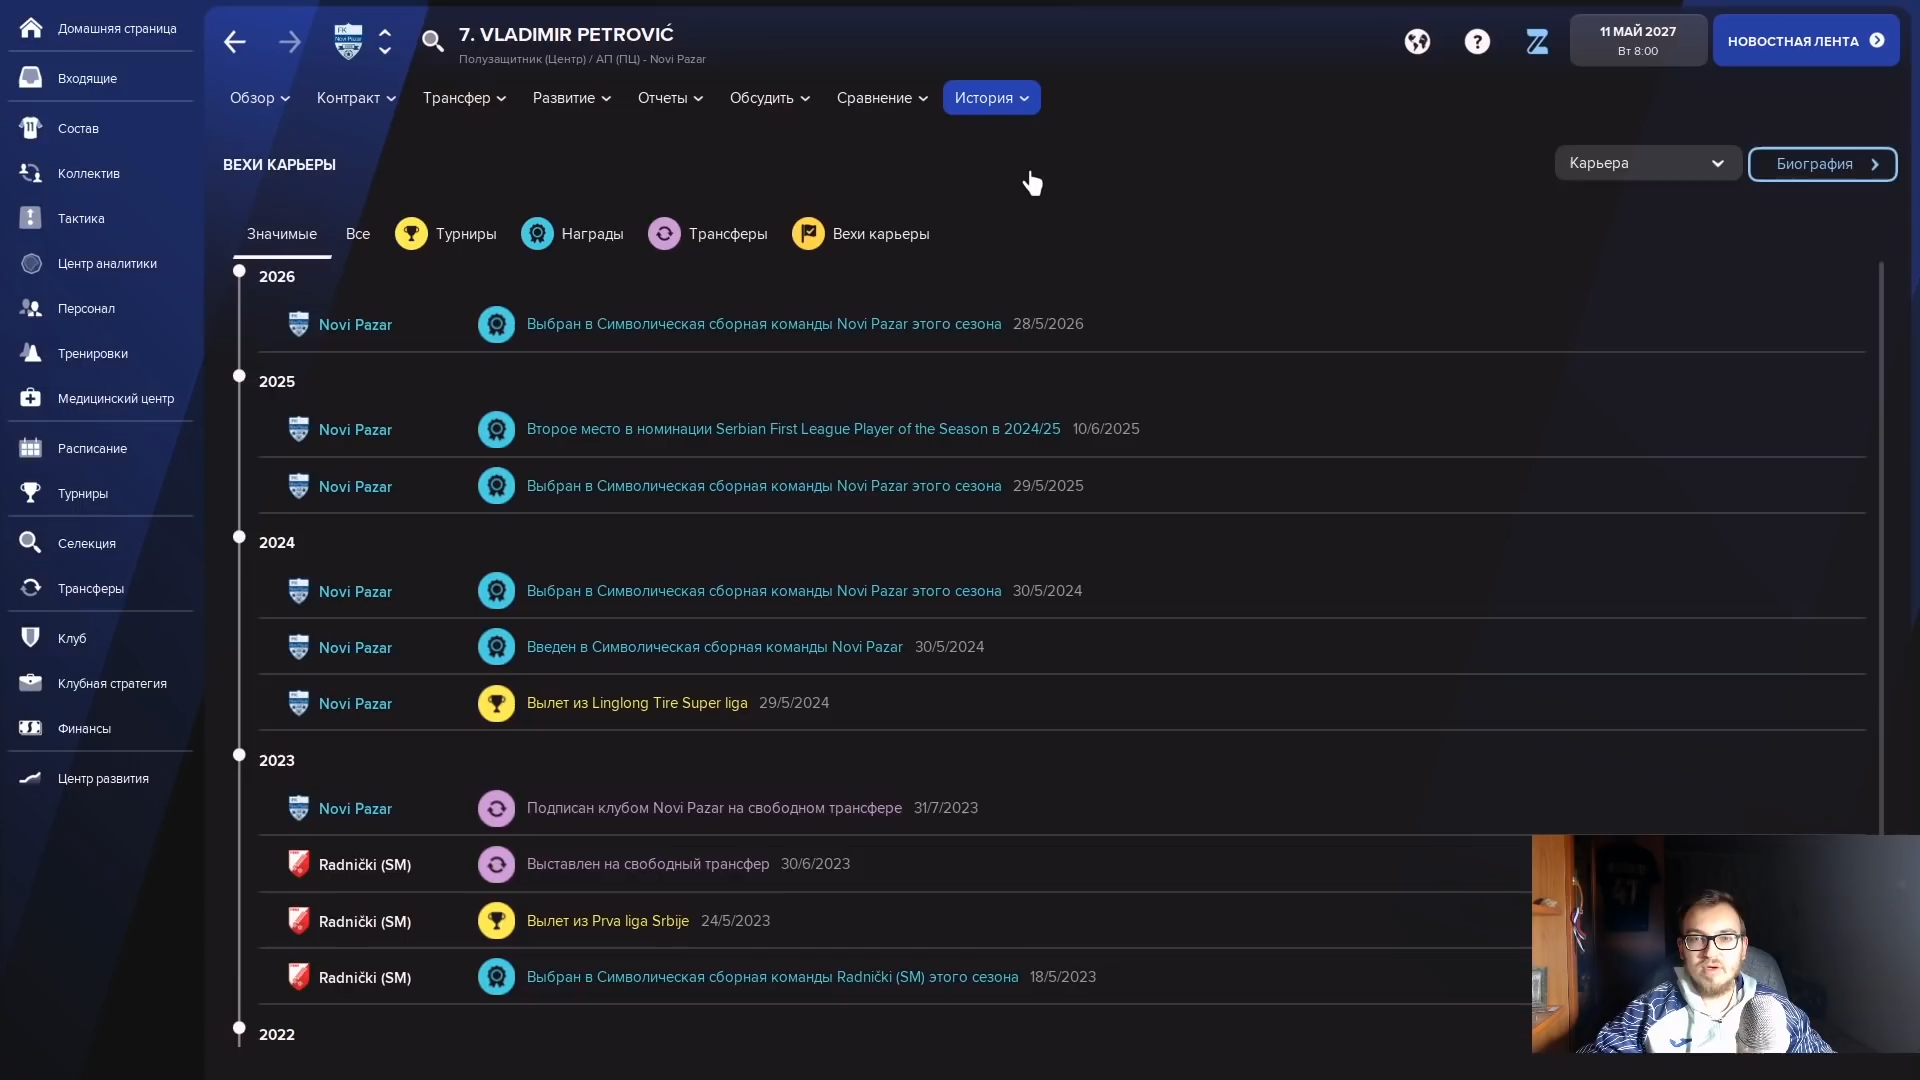 Домашняя страница
Входящие
Состав
Коллектив
Тактика
Центр аналитики
Персонал
Тренировки
Медицинский центр
Расписание
Турниры
Селекция
Трансферы
Клуб
Клубная стратегия
Финансы
Центр развития
7. VLADIMIR PETROVIĆ
Полузащитник (Центр) / АП (ПЦ) - Novi Pazar
11 МАЙ 2027
Вт 8:00
НОВОСТНАЯ ЛЕНТА
Обзор Контракт Трансфер Развитие Отчеты Обсудить Сравнение История
ВЕХИ КАРЬЕРЫ
Карьера
Биография
Значимые Все Турниры Награды Трансферы Вехи карьеры
2026
Novi Pazar Выбран в Символическая сборная команды Novi Pazar этого сезона 28/5/2026
2025
Novi Pazar Второе место в номинации Serbian First League Player of the Season в 2024/25 10/6/2025
Novi Pazar Выбран в Символическая сборная команды Novi Pazar этого сезона 29/5/2025
2024
Novi Pazar Выбран в Символическая сборная команды Novi Pazar этого сезона 30/5/2024
Novi Pazar Введен в Символическая сборная команды Novi Pazar 30/5/2024
Novi Pazar Вылет из Linglong Tire Super liga 29/5/2024
2023
Novi Pazar Подписан клубом Novi Pazar на свободном трансфере 31/7/2023
Radnički (SM) Выставлен на свободный трансфер 30/6/2023
Radnički (SM) Вылет из Prva liga Srbije 24/5/2023
Radnički (SM) Выбран в Символическая сборная команды Radnički (SM) этого сезона 18/5/2023
2022